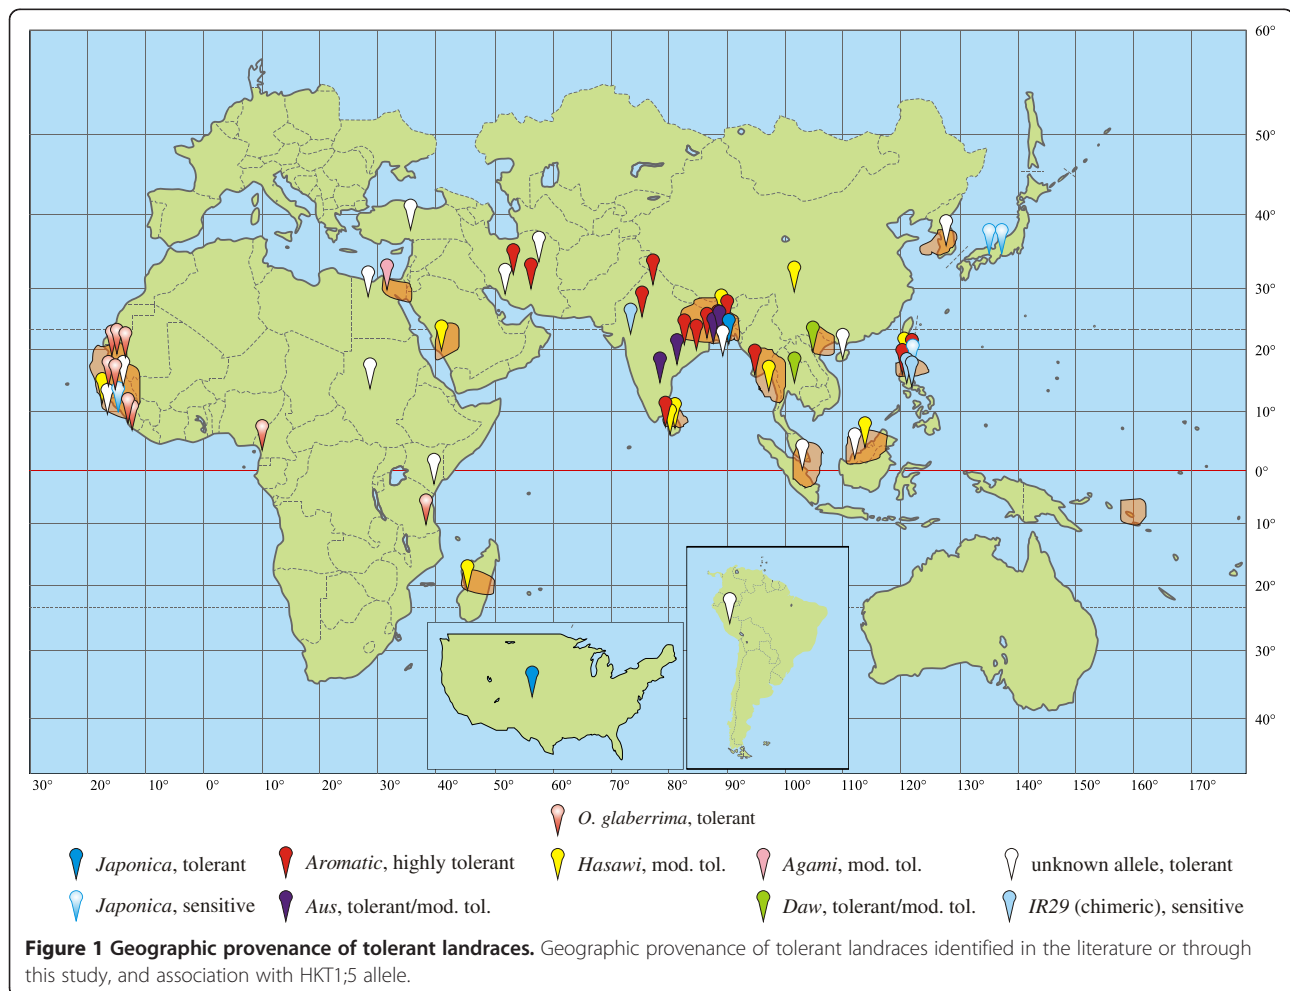 60°
50°
40°
30°
20°
10°
0°
10°
20°
30°
40°
30° 20° 10° 0° 10° 20° 30° 40° 50° 60° 70° 80° 90° 100° 110° 120° 130° 140° 150° 160° 170°
O. glaberrima, tolerant
Japonica, tolerant Aromatic, highly tolerant Hasawi, mod. tol. Agami, mod. tol. unknown allele, tolerant
Japonica, sensitive Aus, tolerant/mod. tol. Daw, tolerant/mod. tol. IR29 (chimeric), sensitive
Figure 1 Geographic provenance of tolerant landraces. Geographic provenance of tolerant landraces identified in the literature or through
this study, and association with HKT1;5 allele.